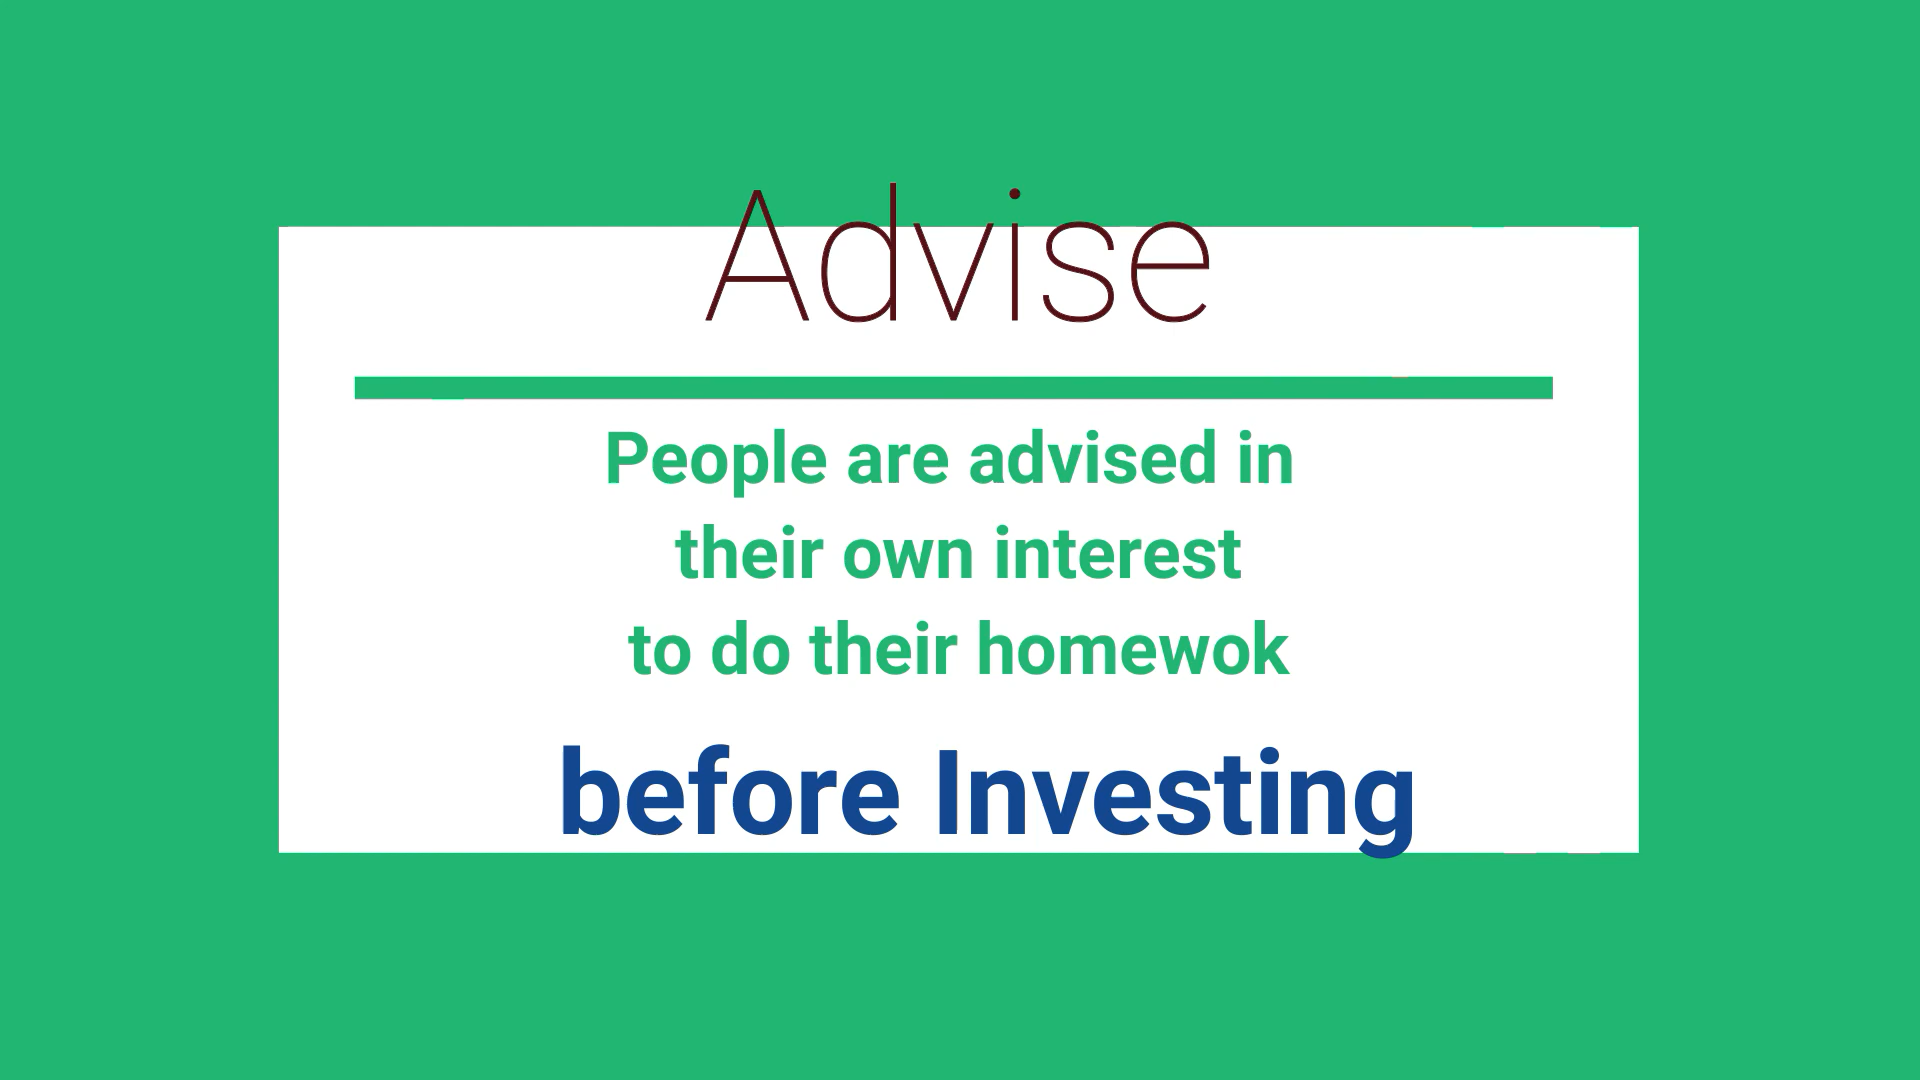 Advise
People are advised in
their own interest
to do their homewok
before Investing